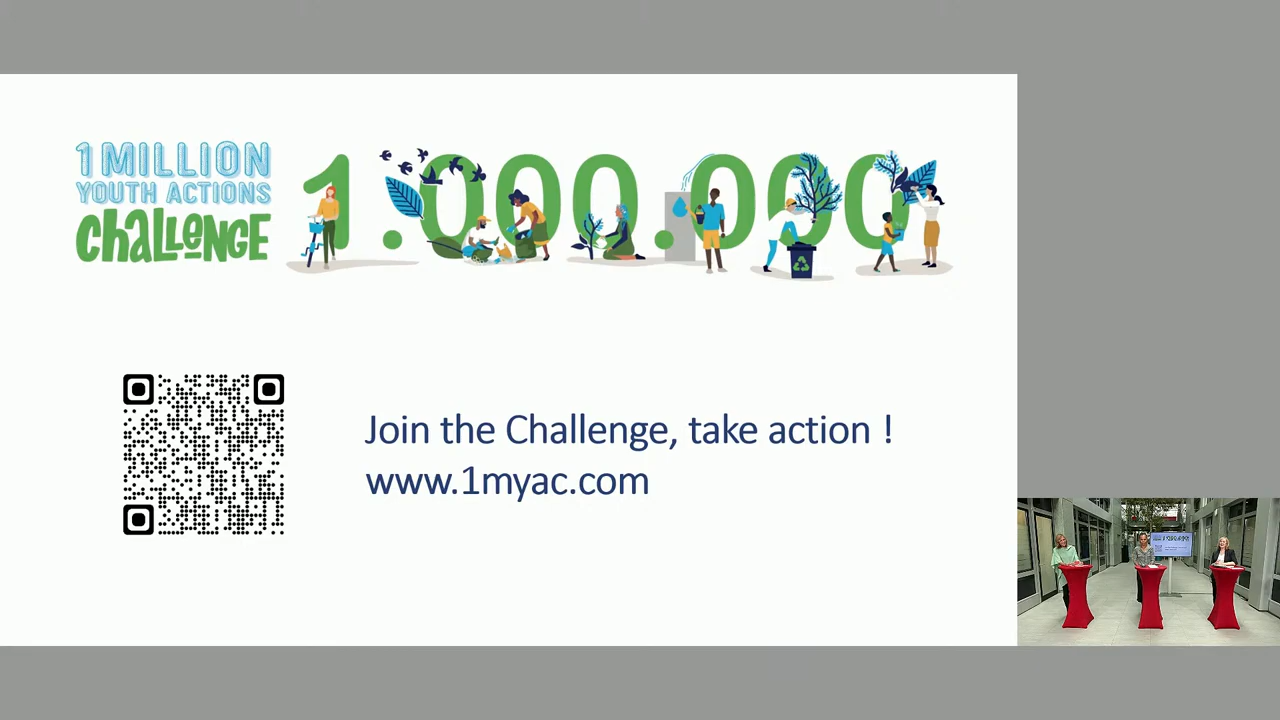 1 MILLION
YOUTH ACTIONS
CHALLENGE
1.000.000
Join the Challenge, take action !
www.1myac.com